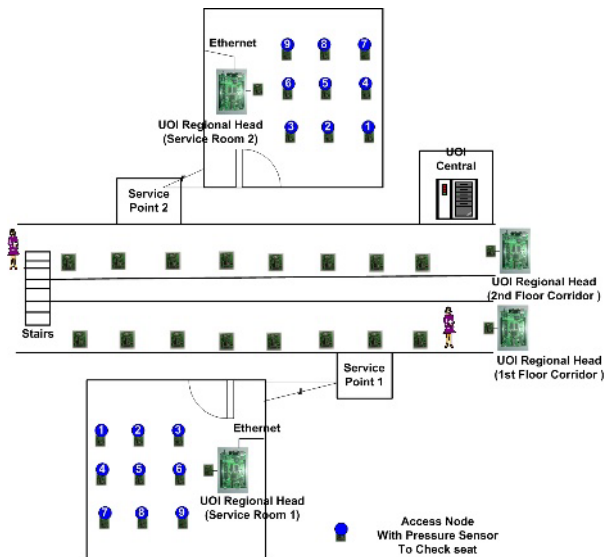 9 8 7
Ethernet
6 5 4
3 2 1
UOI Regional Head
(Service Room 2)
UOI
Central
Service
Point 2
UOI Regional Head
(2nd Floor Corridor )
Stairs
UOI Regional Head
(1st Floor Corridor )
Service
Point 1
1 2 3
Ethernet
4 5 6
UOI Regional Head
(Service Room 1)
7 8 9
Access Node
With Pressure Sensor
To Check seat